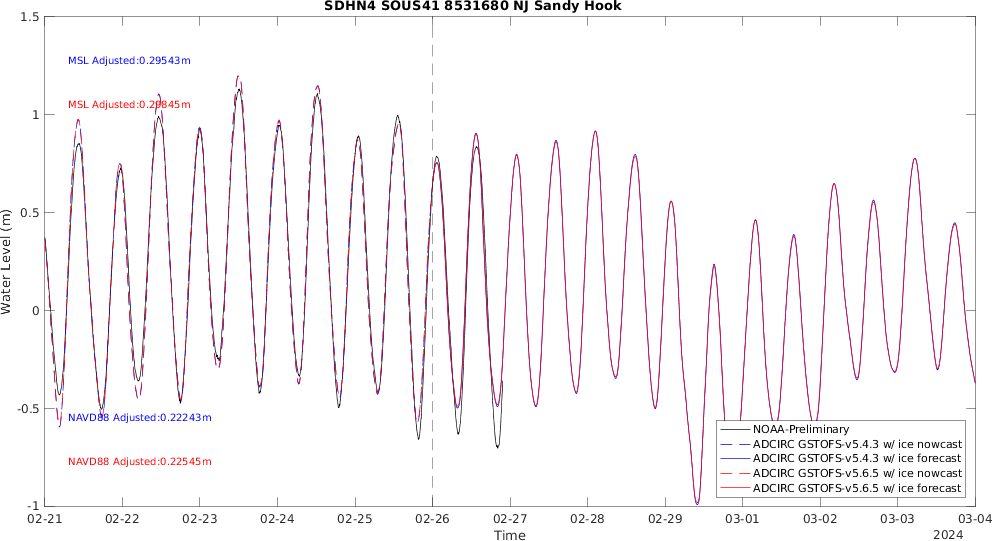 SDHN4 SOUS41 8531680 NJ Sandy Hook
1.5
MSL Adjusted:0.29543m
MSL Adjusted:0.29845m
1
0.5
Water Level (m)
0
-0.5
NAVD88 Adjusted:0.22243m
NAVD88 Adjusted:0.22545m
NOAA-Preliminary
ADCIRC GSTOFS-v5.4.3 w/ ice nowcast
ADCIRC GSTOFS-v5.4.3 w/ ice forecast
ADCIRC GSTOFS-v5.6.5 w/ ice nowcast
ADCIRC GSTOFS-v5.6.5 w/ ice forecast
-1
02-21 02-22 02-23 02-24 02-25 02-26 02-27 02-28 02-29 03-01 03-02 03-03 03-04
Time
2024